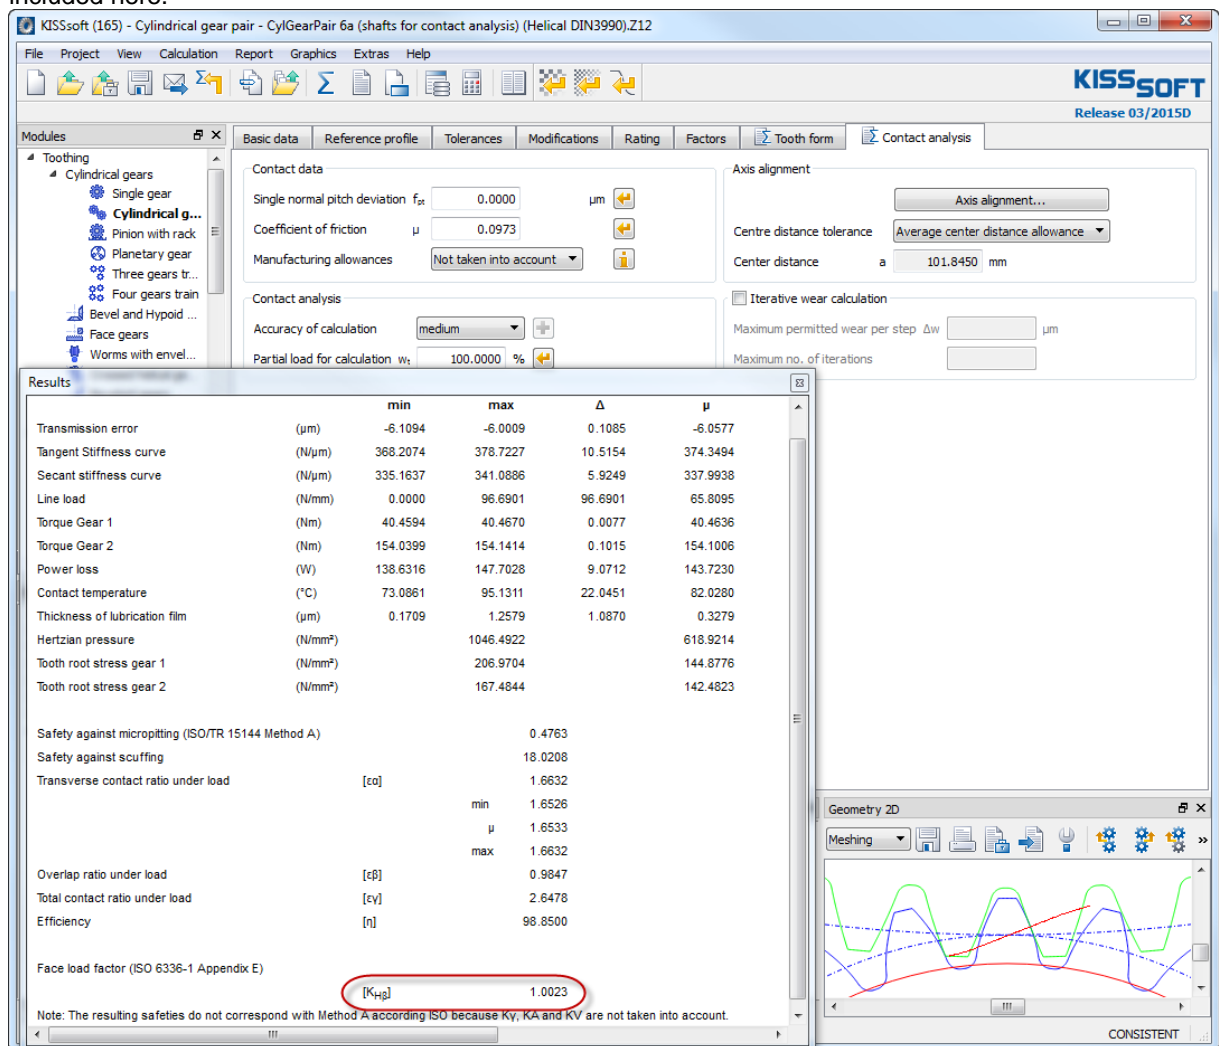 KISSsoft (165) - Cylindrical gear pair - CylGearPair 6a (shafts for contact analysis) (Helical DIN3990).Z12
File Project View Calculation Report Graphics Extras Help
KISSSOFT
Release 03/2015D
Modules
Basic data Reference profile Tolerances Modifications Rating Factors Tooth form Contact analysis
Toothing
Cylindrical gears
Single gear
Cylindrical g...
Pinion with rack
Planetary gear
Three gears tr...
Four gears train
Bevel and Hypoid ...
Face gears
Worms with envel...
Contact data
Single normal pitch deviation fpt 0.0000 µm
Coefficient of friction µ 0.0973
Manufacturing allowances Not taken into account
Contact analysis
Accuracy of calculation medium
Partial load for calculation wt 100.0000 %
Axis alignment
Axis alignment...
Centre distance tolerance Average center distance allowance
Center distance a 101.8450 mm
Iterative wear calculation
Maximum permitted wear per step Δw µm
Maximum no. of iterations
Results
min max Δ µ
Transmission error (µm) -6.1094 -6.0009 0.1085 -6.0577
Tangent Stiffness curve (N/µm) 368.2074 378.7227 10.5154 374.3494
Secant stiffness curve (N/µm) 335.1637 341.0886 5.9249 337.9938
Line load (N/mm) 0.0000 96.6901 96.6901 65.8095
Torque Gear 1 (Nm) 40.4594 40.4670 0.0077 40.4636
Torque Gear 2 (Nm) 154.0399 154.1414 0.1015 154.1006
Power loss (W) 138.6316 147.7028 9.0712 143.7230
Contact temperature (°C) 73.0861 95.1311 22.0451 82.0280
Thickness of lubrication film (µm) 0.1709 1.2579 1.0870 0.3279
Hertzian pressure (N/mm²) 1046.4922 618.9214
Tooth root stress gear 1 (N/mm²) 206.9704 144.8776
Tooth root stress gear 2 (N/mm²) 167.4844 142.4823
Safety against micropitting (ISO/TR 15144 Method A) 0.4763
Safety against scuffing 18.0208
Transverse contact ratio under load [εα] 1.6632
min 1.6526
µ 1.6533
max 1.6632
Overlap ratio under load [εβ] 0.9847
Total contact ratio under load [εγ] 2.6478
Efficiency [η] 98.8500
Face load factor (ISO 6336-1 Appendix E)
[KHβ] 1.0023
Note: The resulting safeties do not correspond with Method A according ISO because Kγ, KA and KV are not taken into account.
Geometry 2D
Meshing
CONSISTENT